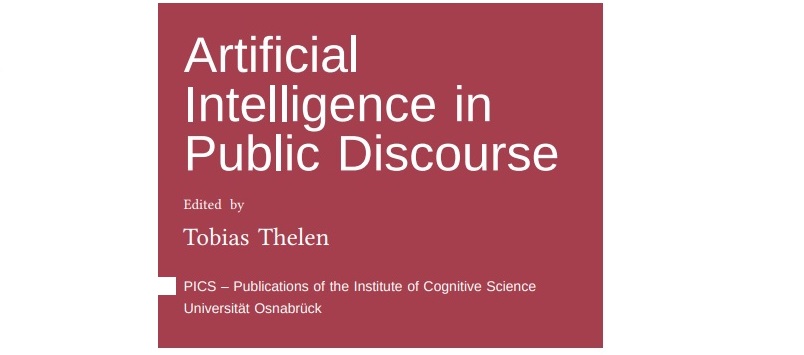 Artificial
Intelligence in
Public Discourse
Edited by
Tobias Thelen
PICS – Publications of the Institute of Cognitive Science
Universität Osnabrück